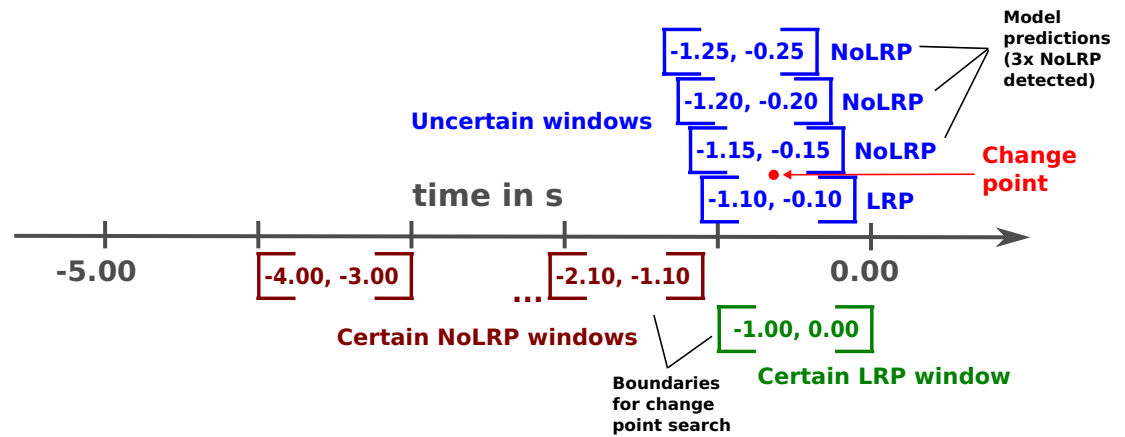 Model
predictions
(3x NoLRP
detected)
-1.25, -0.25 NoLRP
-1.20, -0.20 NoLRP
Uncertain windows
-1.15, -0.15 NoLRP
Change
point
-1.10, -0.10 LRP
time in s
-5.00
0.00
-4.00, -3.00
...
-2.10, -1.10
-1.00, 0.00
Certain NoLRP windows
Certain LRP window
Boundaries
for change
point search